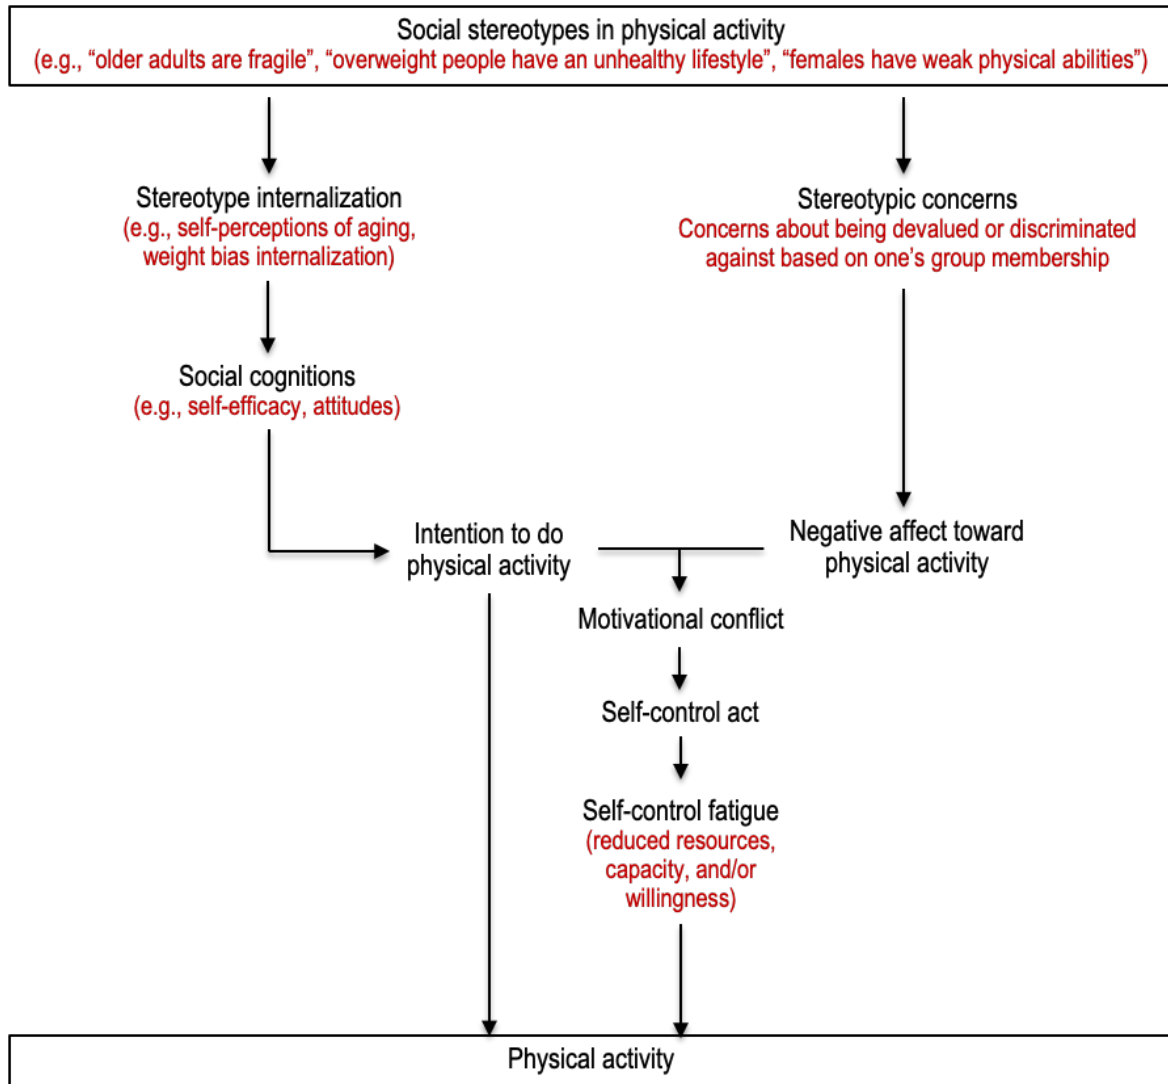 Social stereotypes in physical activity
(e.g., “older adults are fragile”, “overweight people have an unhealthy lifestyle”, “females have weak physical abilities”)
Stereotype internalization
(e.g., self-perceptions of aging,
weight bias internalization)
Stereotypic concerns
Concerns about being devalued or discriminated
against based on one’s group membership
Social cognitions
(e.g., self-efficacy, attitudes)
Intention to do
physical activity
Negative affect toward
physical activity
Motivational conflict
Self-control act
Self-control fatigue
(reduced resources,
capacity, and/or
willingness)
Physical activity